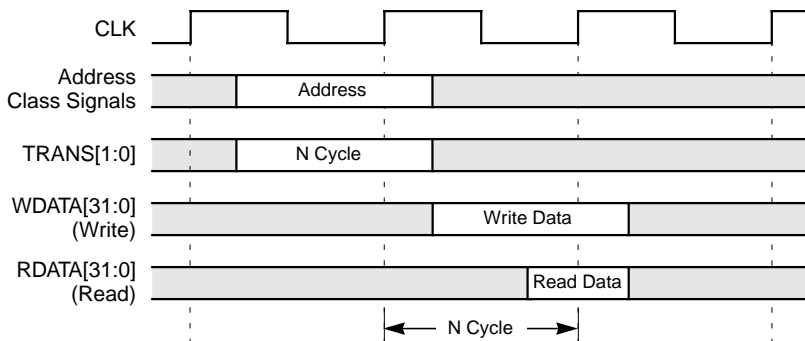 CLK
Address
Class Signals
Address
TRANS[1:0]
N Cycle
WDATA[31:0]
(Write)
Write Data
RDATA[31:0]
(Read)
Read Data
N Cycle